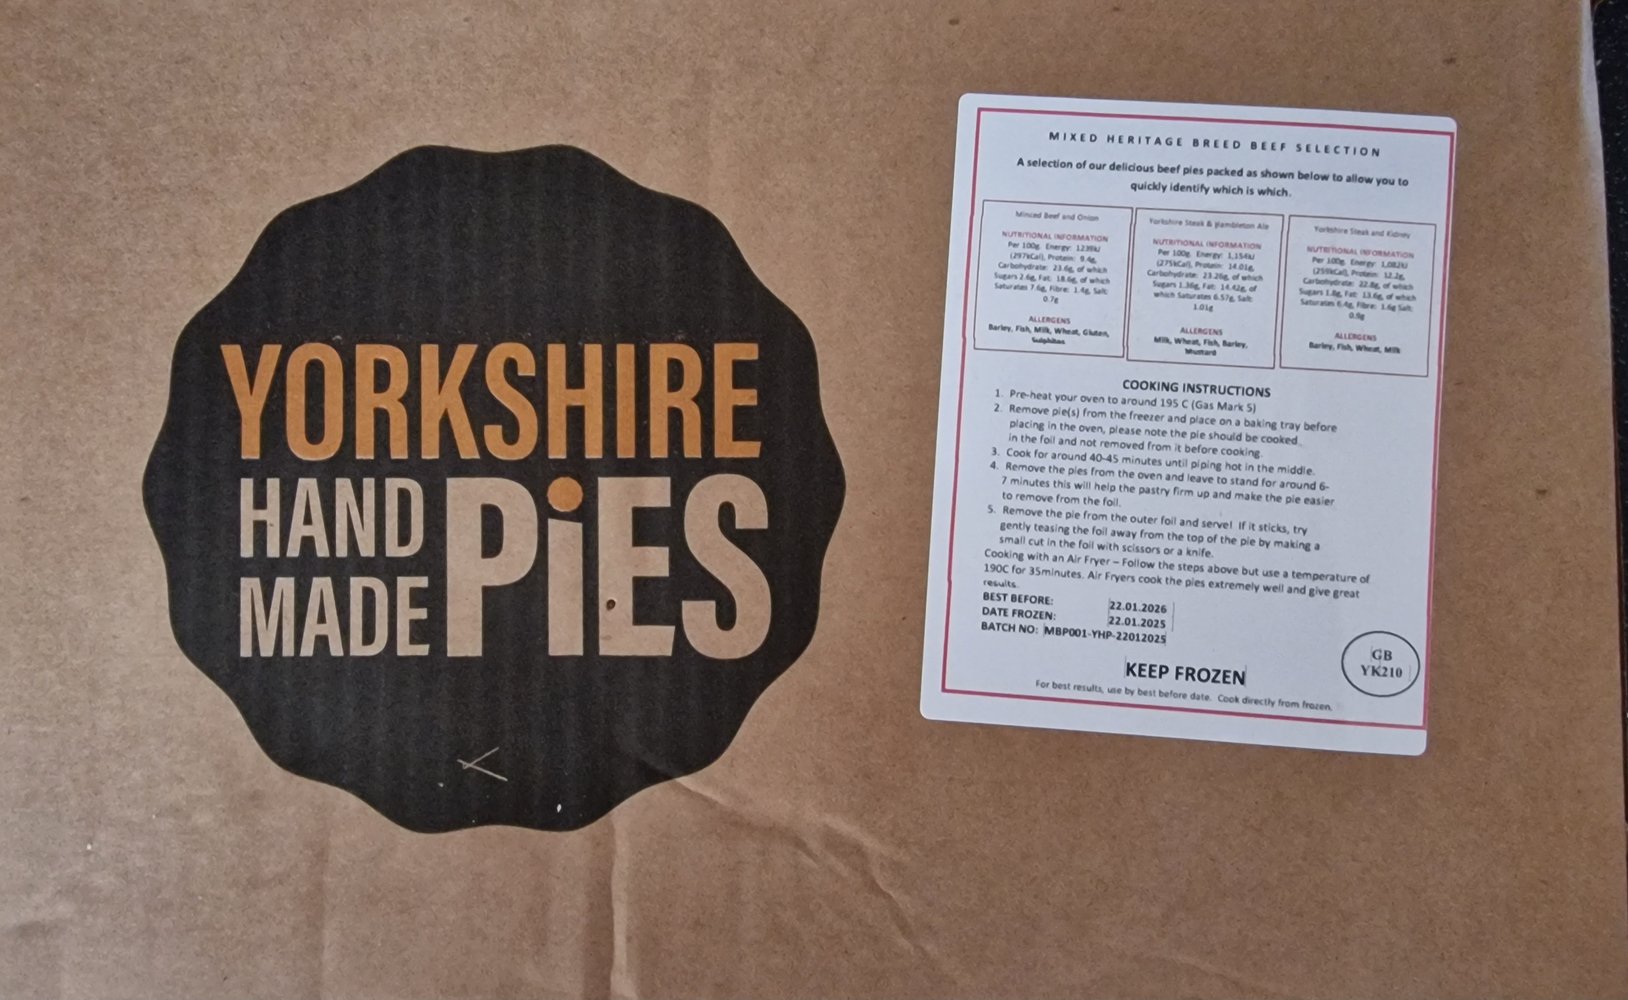 YORKSHIRE
HAND
MADE
PiES
MIXED HERITAGE BREED BEEF SELECTION
A selection of our delicious beef pies packed as shown below to allow you to
quickly identify which is which.
Minced Beef and Onion
NUTRITIONAL INFORMATION
Per 100g. Energy: 1239kJ
(297kCal), Protein: 9.4g,
Carbohydrate: 23.6g, of which
Sugars 2.6g, Fat: 18.6g, of which
Saturates 7.6g, Fibre: 1.4g, Salt:
0.7g
ALLERGENS
Barley, Fish, Milk, Wheat, Gluten,
Sulphites
Yorkshire Steak & Hambleton Ale
NUTRITIONAL INFORMATION
Per 100g. Energy: 1,154kJ
(275kCal), Protein: 14.01g,
Carbohydrate: 23.26g, of which
Sugars 1.36g, Fat: 14.42g, of
which Saturates 6.57g, Salt:
1.01g
ALLERGENS
Milk, Wheat, Fish, Barley,
Mustard
Yorkshire Steak and Kidney
NUTRITIONAL INFORMATION
Per 100g. Energy: 1,082kJ
(259kCal), Protein: 12.2g,
Carbohydrate: 22.8g, of which
Sugars 1.8g, Fat: 13.6g, of which
Saturates 6.4g, Fibre: 1.6g Salt:
0.9g
ALLERGENS
Barley, Fish, Wheat, Milk
COOKING INSTRUCTIONS
1. Pre-heat your oven to around 195 C (Gas Mark 5)
2. Remove pie(s) from the freezer and place on a baking tray before
placing in the oven, please note the pie should be cooked
in the foil and not removed from it before cooking.
3. Cook for around 40-45 minutes until piping hot in the middle.
4. Remove the pies from the oven and leave to stand for around 6-
7 minutes this will help the pastry firm up and make the pie easier
to remove from the foil.
5. Remove the pie from the outer foil and serve! If it sticks, try
gently teasing the foil away from the top of the pie by making a
small cut in the foil with scissors or a knife.
Cooking with an Air Fryer – Follow the steps above but use a temperature of
190C for 35minutes. Air Fryers cook the pies extremely well and give great
results.
BEST BEFORE: 22.01.2026
DATE FROZEN: 22.01.2025
BATCH NO: MBP001-YHP-22012025
GB
YK210
KEEP FROZEN
For best results, use by best before date. Cook directly from frozen.